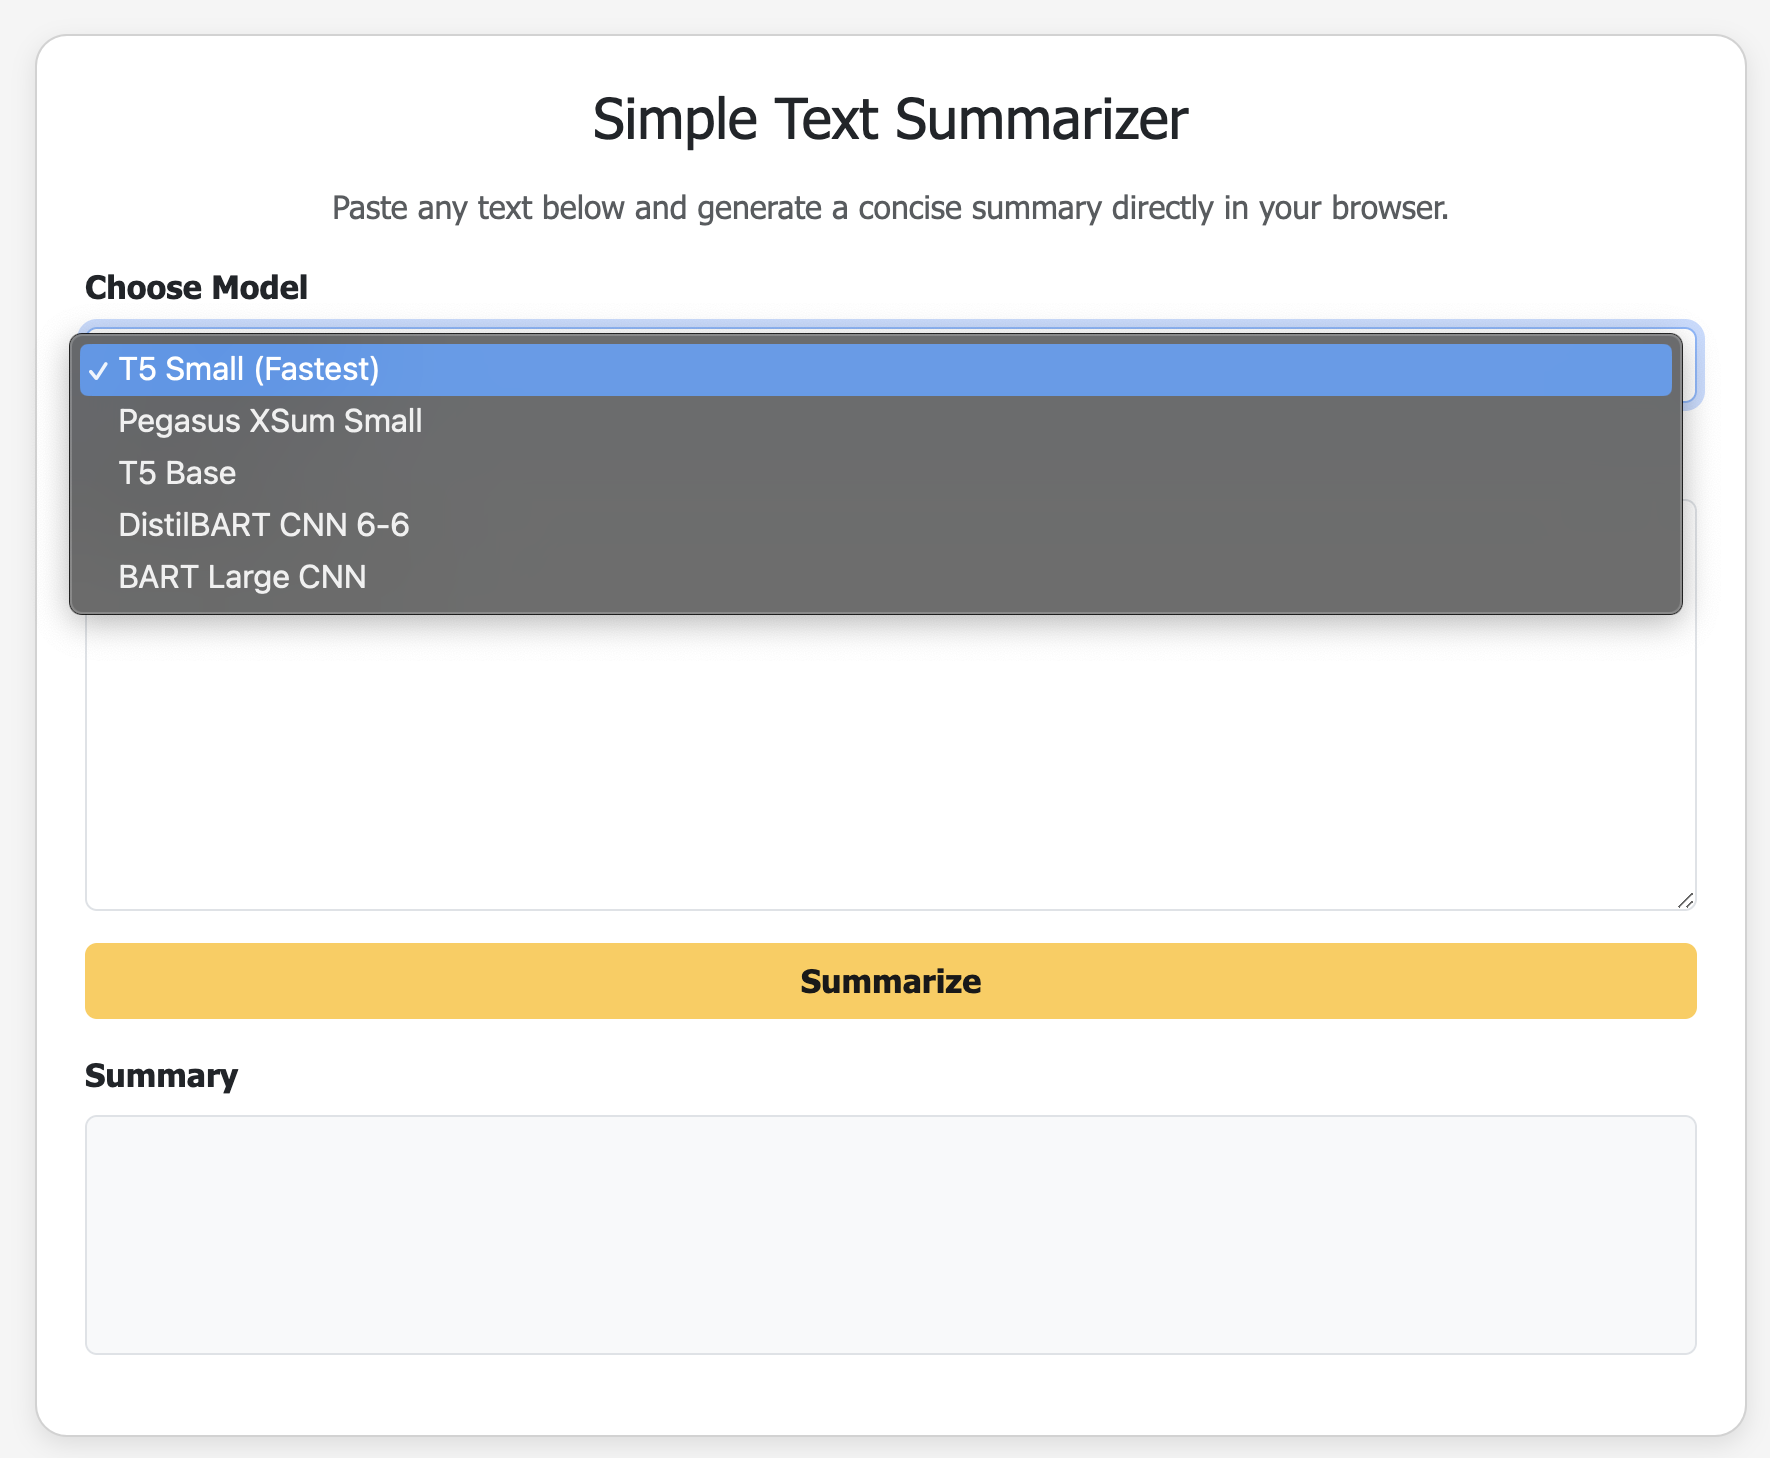 Simple Text Summarizer
Paste any text below and generate a concise summary directly in your browser.
Choose Model
✓ T5 Small (Fastest)
Pegasus XSum Small
T5 Base
DistilBART CNN 6-6
BART Large CNN
Summarize
Summary